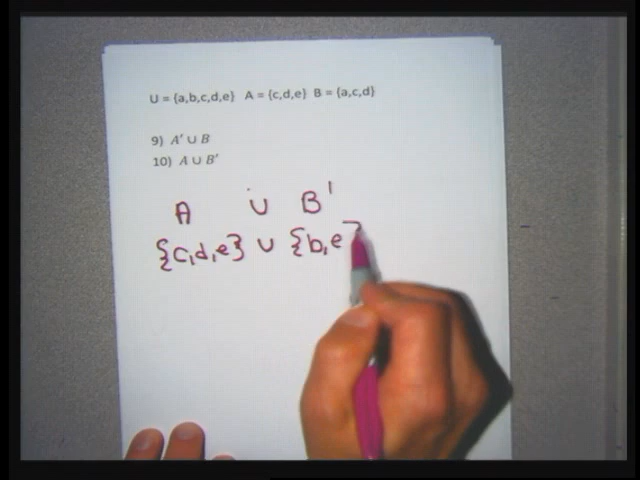 U = {a,b,c,d,e} A = {c,d,e} B = {a,c,d}
9) A′ ∪ B
10) A ∪ B′
A ∪ B'
{c,d,e} ∪ {b,e